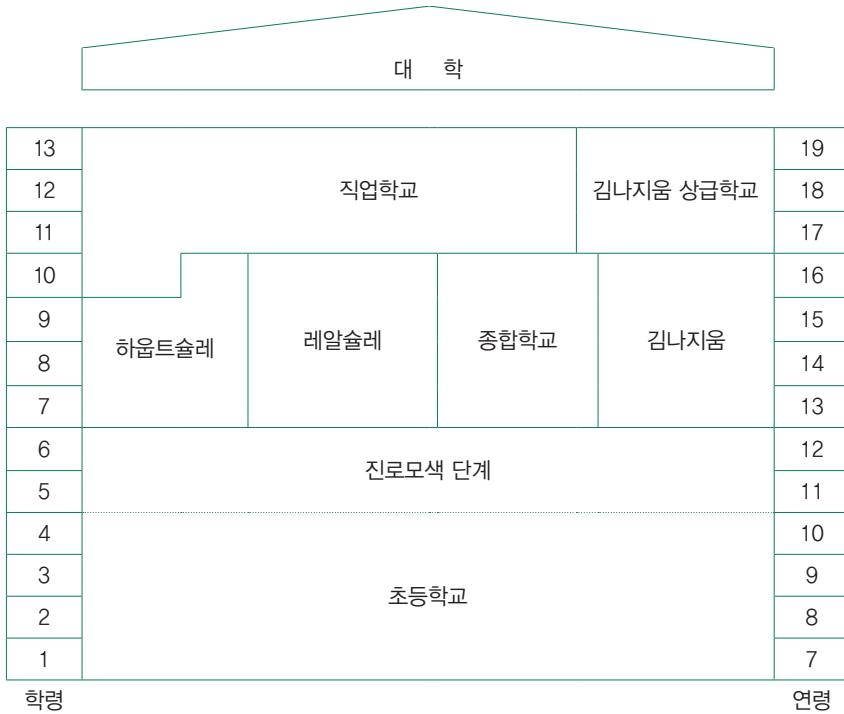 대 학
13 19
12 직업학교 김나지움 상급학교 18
11 17
10 16
9 15
하웁트슐레 레알슐레 종합학교 김나지움
8 14
7 13
6 12
진로모색 단계
5 11
4 10
3 9
초등학교
2 8
1 7
학령 연령